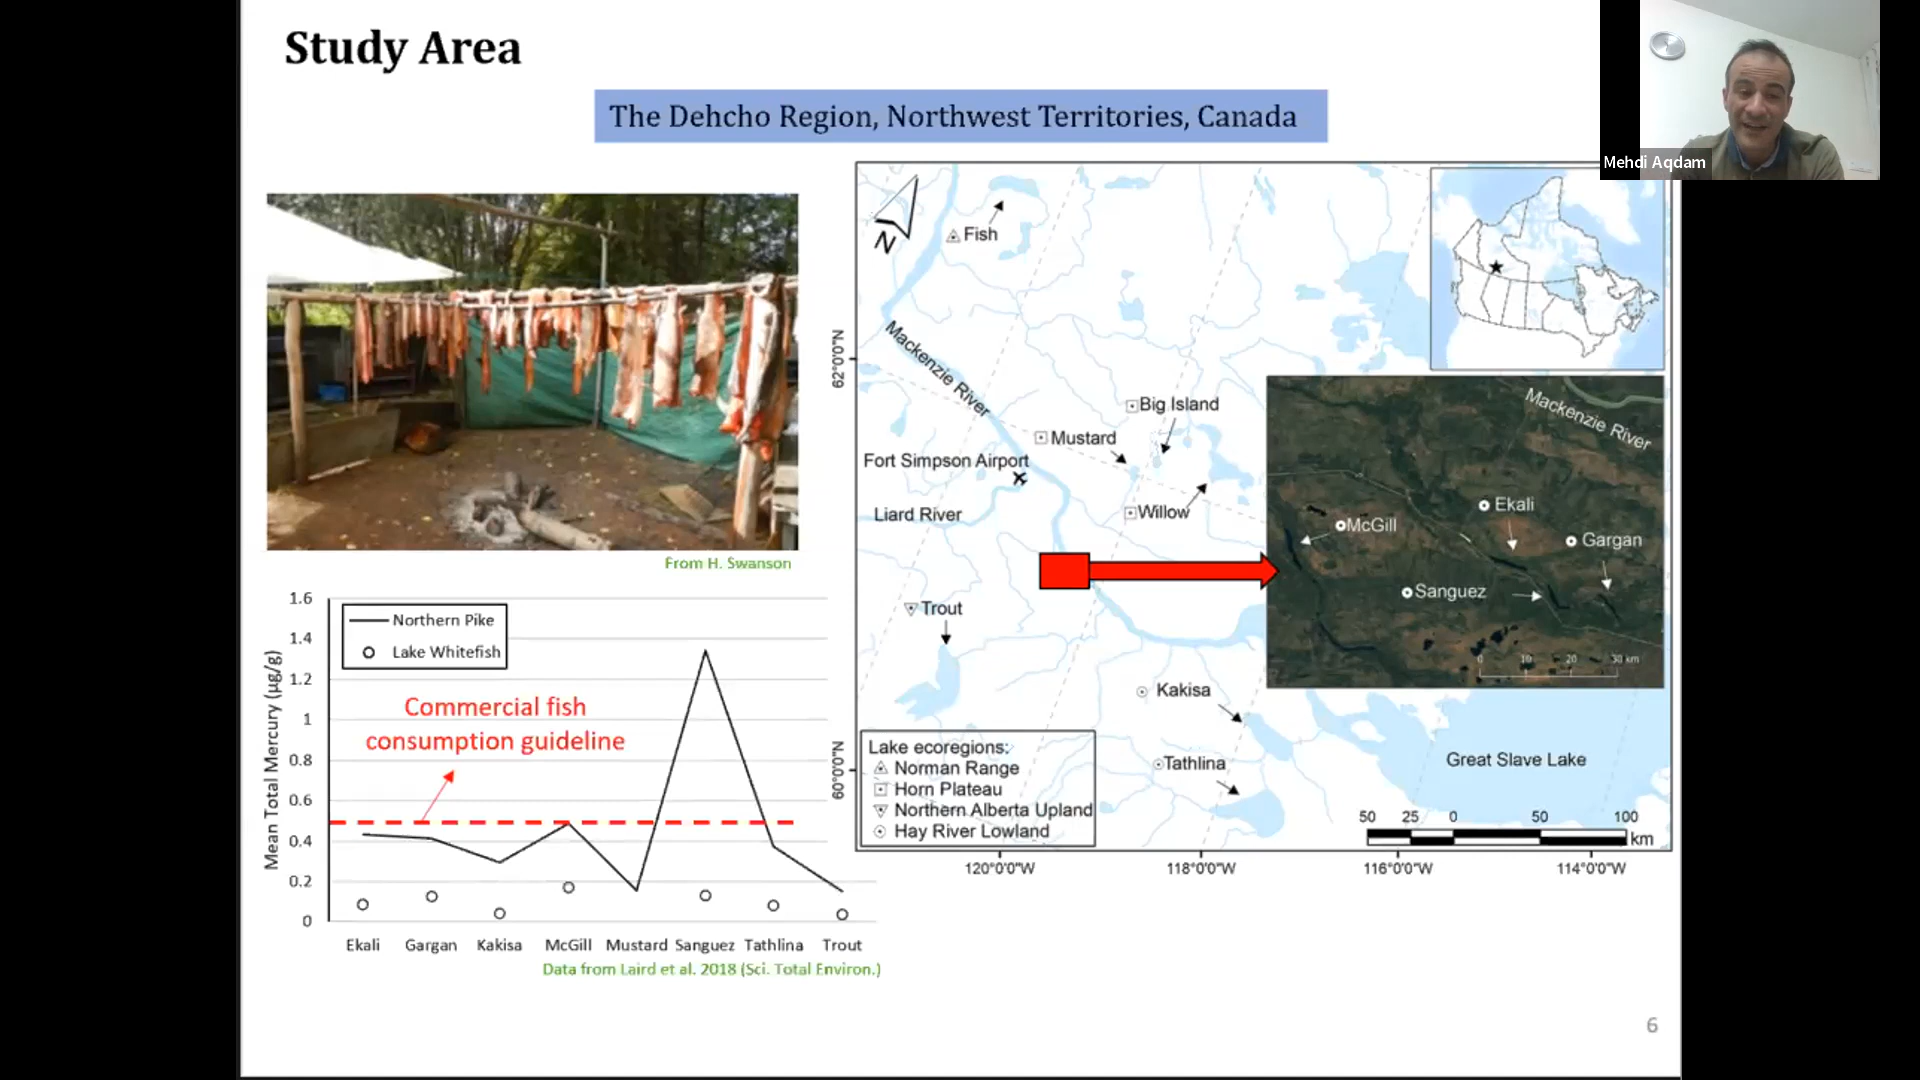 Study Area
The Dehcho Region, Northwest Territories, Canada
Mehdi Aqdam
From H. Swanson
1.6
1.4
1.2
1
0.8
0.6
0.4
0.2
0
Mean Total Mercury (µg/g)
Northern Pike
Lake Whitefish
Commercial fish
consumption guideline
Ekali Gargan Kakisa McGill Mustard Sanguez Tathlina Trout
Data from Laird et al. 2018 (Sci. Total Environ.)
N
Fish
62°0'0"N
Mackenzie River
Big Island
Mustard
Fort Simpson Airport
Liard River
Willow
Trout
Kakisa
Tathlina
60°0'0"N
Lake ecoregions:
Norman Range
Horn Plateau
Northern Alberta Upland
Hay River Lowland
Mackenzie River
Ekali
McGill
Gargan
Sanguez
0 10 20 30 km
Great Slave Lake
50 25 0 50 100
km
120°0'0"W 118°0'0"W 116°0'0"W 114°0'0"W
6